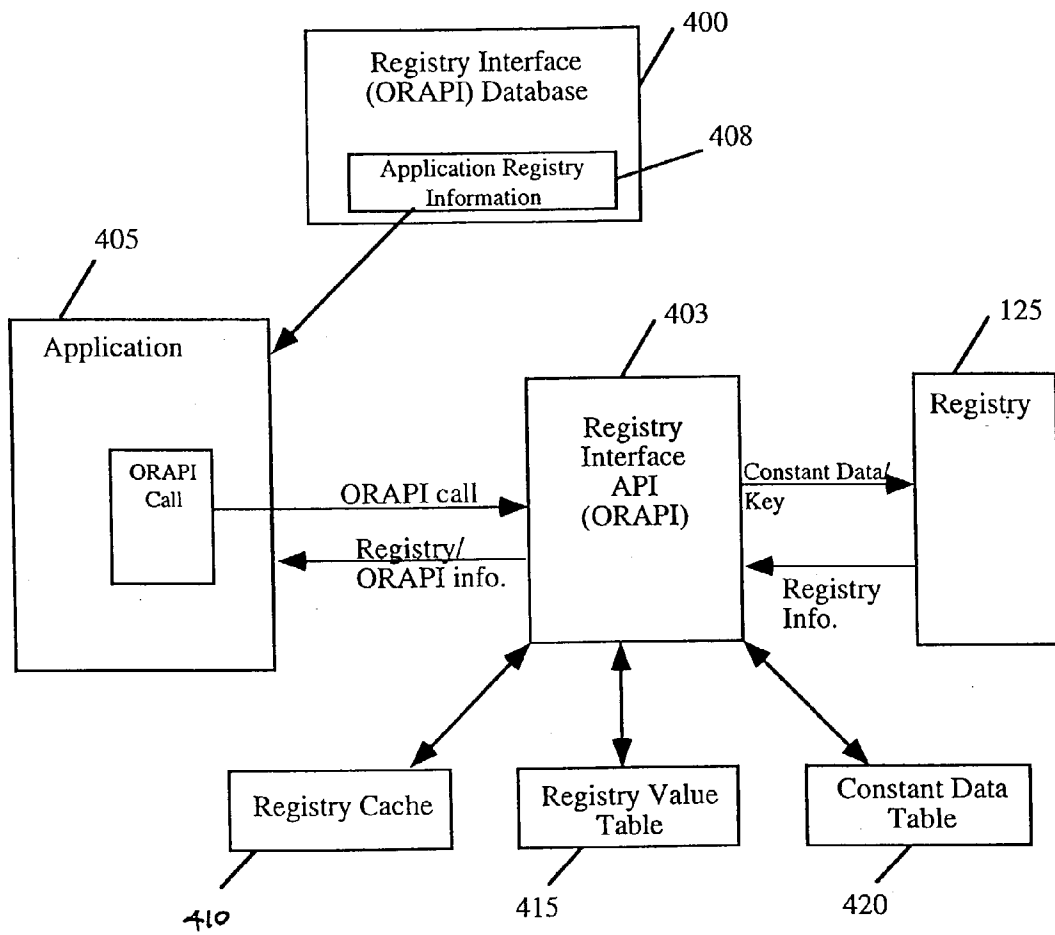 400
Registry Interface
(ORAPI) Database
408
Application Registry
Information
405
403
125
Application
Registry
Registry
Interface
API
(ORAPI)
ORAPI
Call
ORAPI call
Constant Data/
Key
Registry/
ORAPI info.
Registry
Info.
Registry Cache
Registry Value
Table
Constant Data
Table
410
415
420